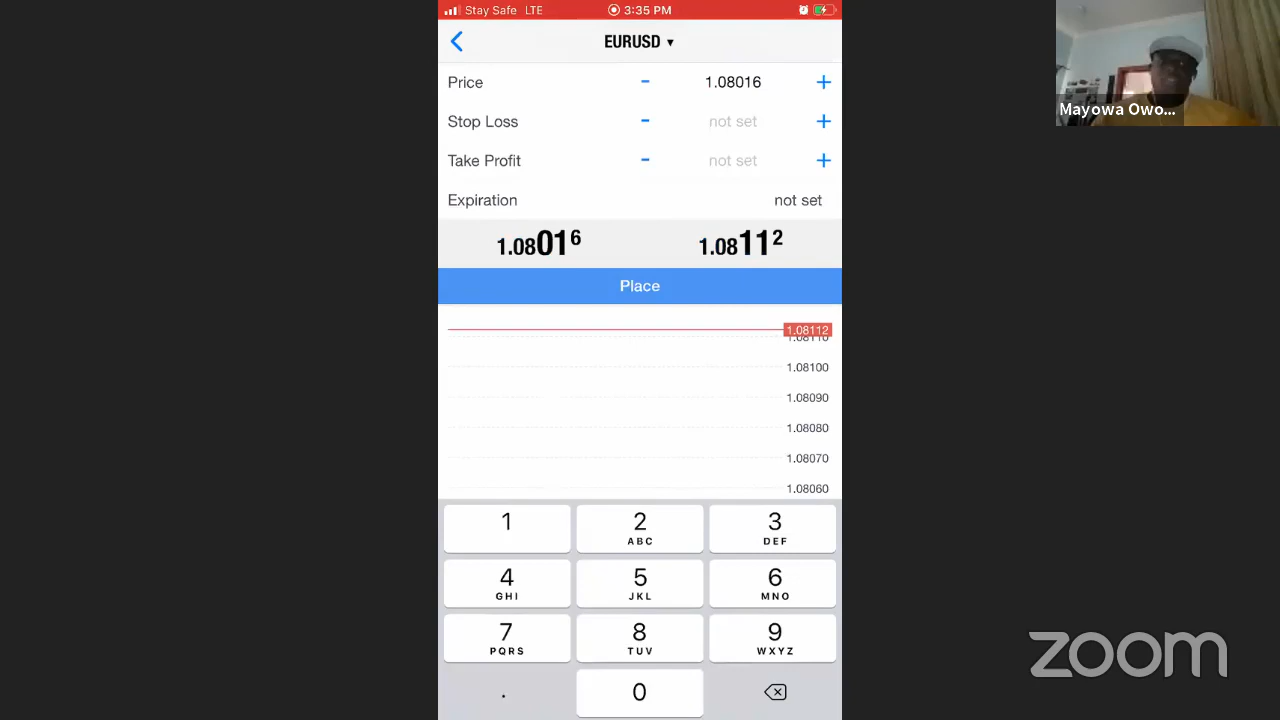 Stay Safe LTE 3:35 PM
EURUSD ▼
Price - 1.08016 +
Stop Loss - not set +
Take Profit - not set +
Expiration not set
1.08016 1.08112
Place
1.08112
1.08110
1.08100
1.08090
1.08080
1.08070
1.08060
1 2 ABC 3 DEF
4 GHI 5 JKL 6 MNO
7 PQRS 8 TUV 9 WXYZ
. 0
Mayowa Owo...
zoom